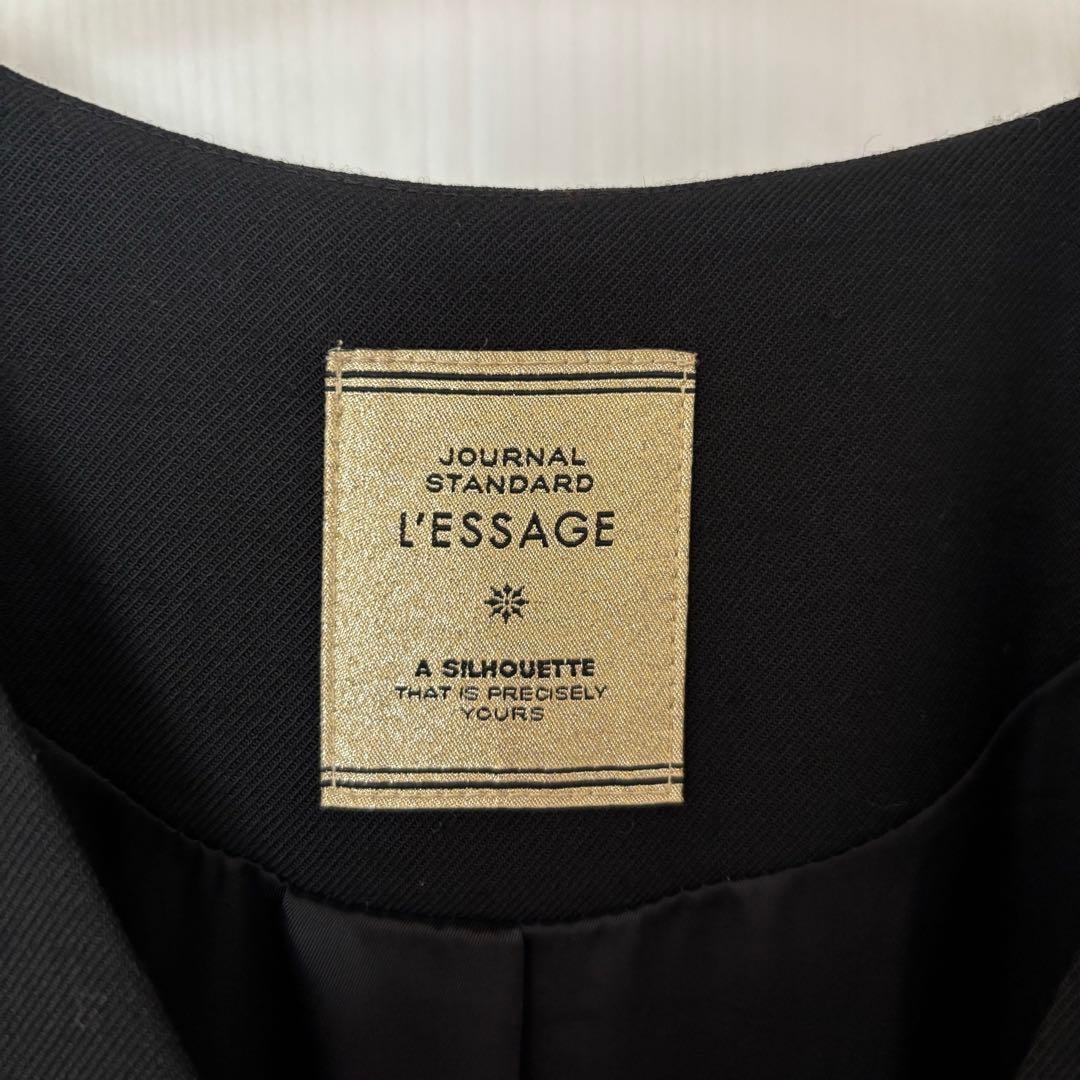 JOURNAL
STANDARD
L'ESSAGE
A SILHOUETTE
THAT IS PRECISELY
YOURS